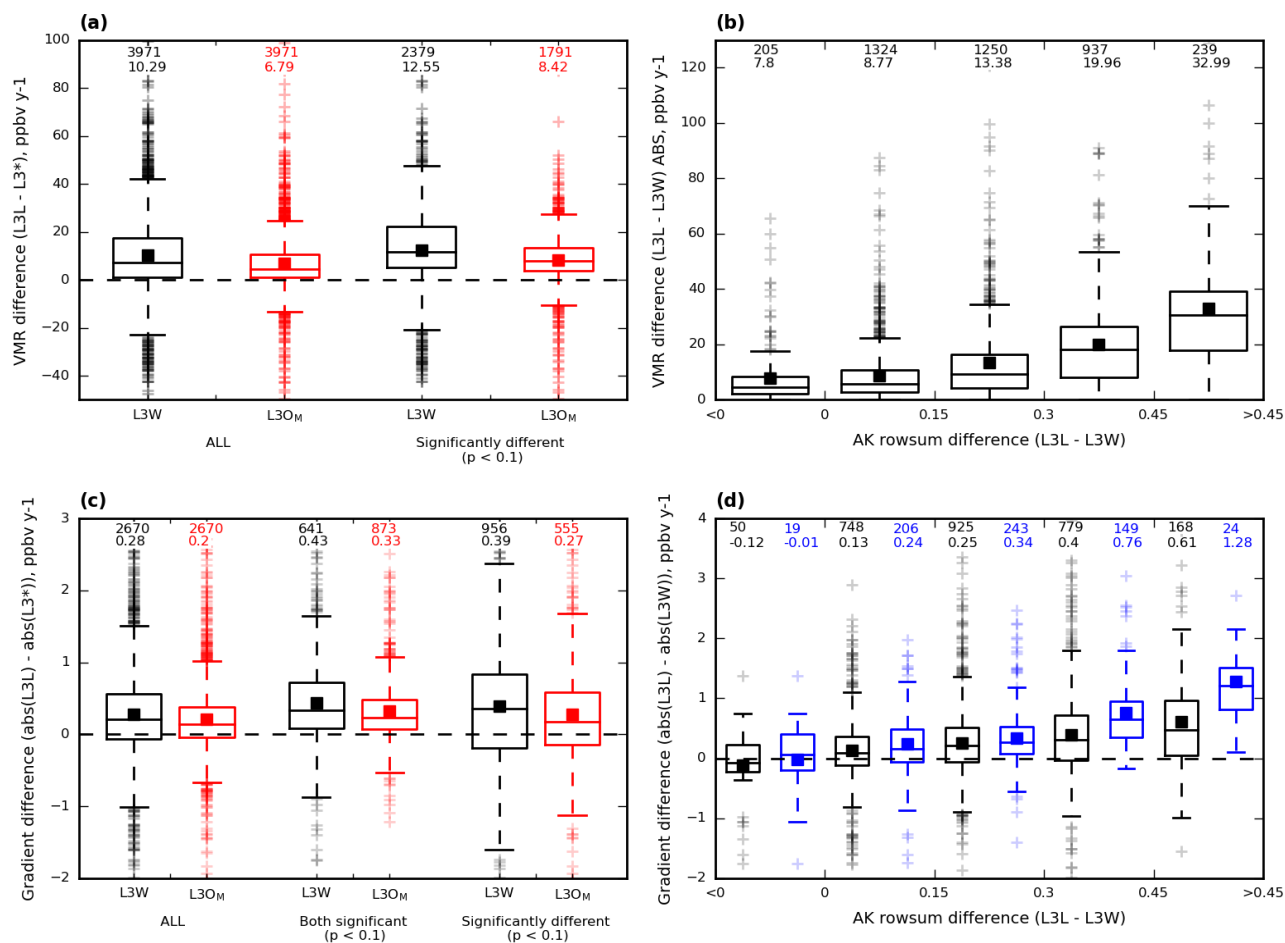 (a)
VMR difference (L3L - L3*), ppbv y-1
3971 3971 2379 1791
10.29 6.79 12.55 8.42
100
80
60
40
20
0
−20
−40
L3W L3O_M L3W L3O_M
ALL Significantly different
(p < 0.1)
(b)
VMR difference (L3L - L3W) ABS, ppbv y-1
205 1324 1250 937 239
7.8 8.77 13.38 19.96 32.99
120
100
80
60
40
20
0
<0 0 0.15 0.3 0.45 >0.45
AK rowsum difference (L3L - L3W)
(c)
Gradient difference (abs(L3L) - abs(L3*)), ppbv y-1
2670 2670 641 873 956 555
0.28 0.2 0.43 0.33 0.39 0.27
3
2
1
0
−1
−2
L3W L3O_M L3W L3O_M L3W L3O_M
ALL Both significant Significantly different
(p < 0.1) (p < 0.1)
(d)
Gradient difference (abs(L3L) - abs(L3W)), ppbv y-1
50 19 748 206 925 243 779 149 168 24
-0.12 -0.01 0.13 0.24 0.25 0.34 0.4 0.76 0.61 1.28
4
3
2
1
0
−1
−2
<0 0 0.15 0.3 0.45 >0.45
AK rowsum difference (L3L - L3W)